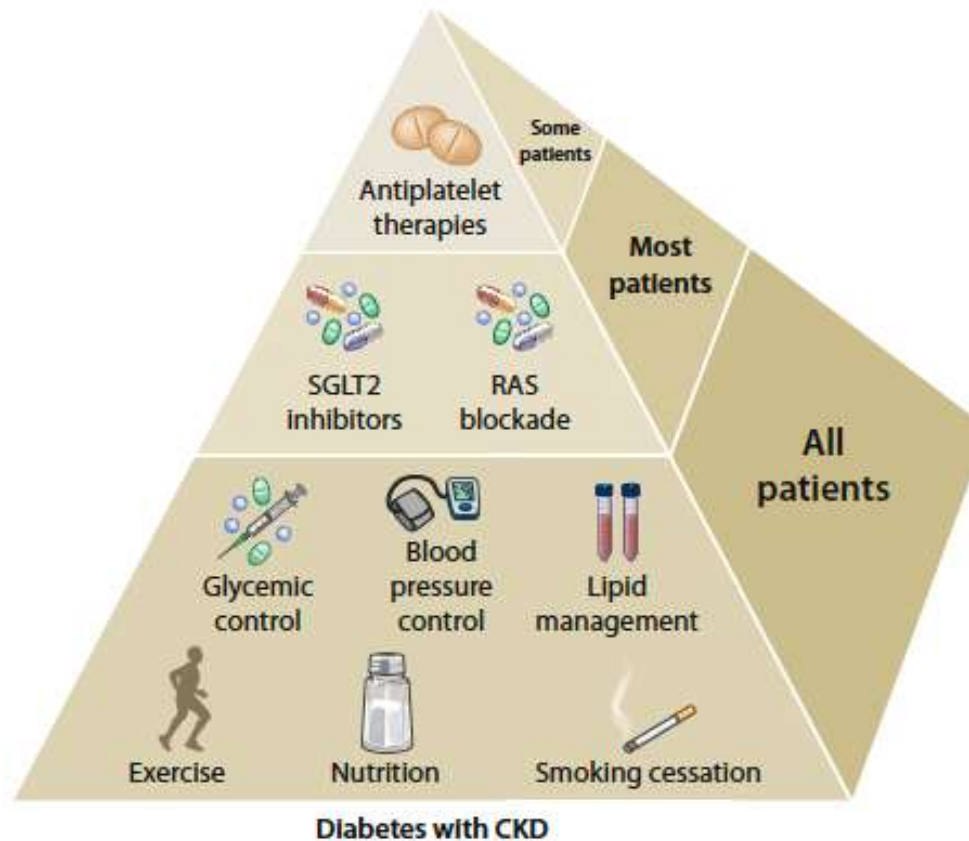 Some
patients
Antiplatelet
therapies
Most
patients
SGLT2
inhibitors
RAS
blockade
All
patients
Glycemic
control
Blood
pressure
control
Lipid
management
Exercise
Nutrition
Smoking cessation
Diabetes with CKD